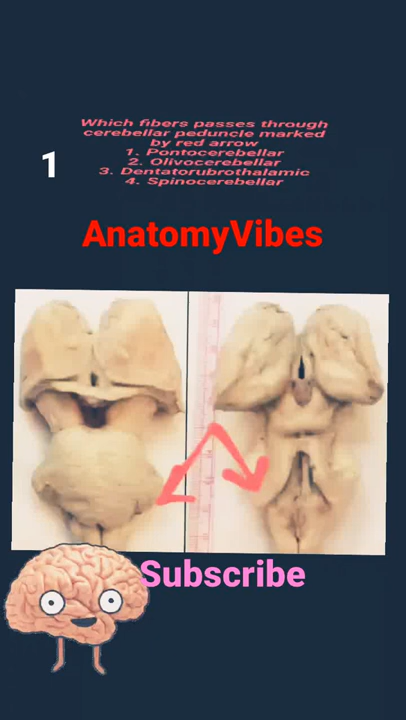 Which fibers passes through
cerebellar peduncle marked
by red arrow
1. Pontocerebellar
2. Olivocerebellar
3. Dentatorubrothalamic
4. Spinocerebellar
1
AnatomyVibes
Subscribe